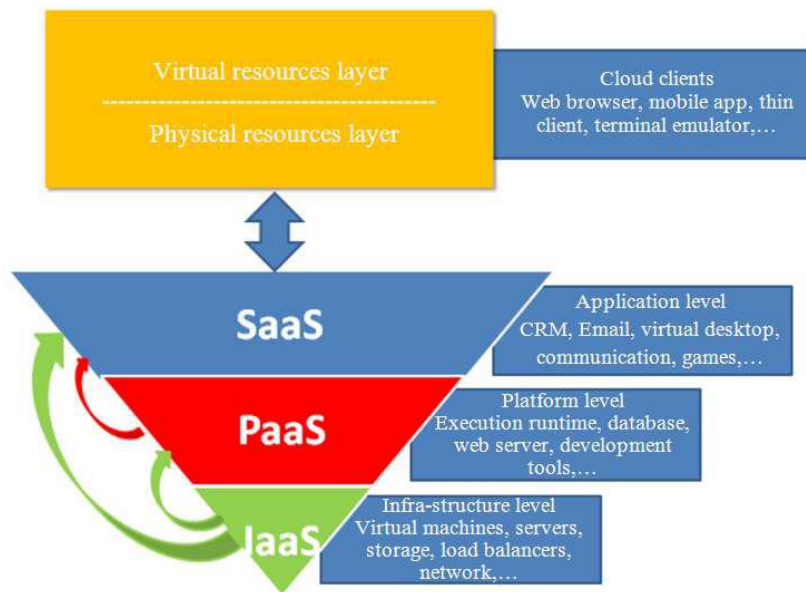 Virtual resources layer
------------------------------------------
Physical resources layer
Cloud clients
Web browser, mobile app, thin
client, terminal emulator,…
SaaS
Application level
CRM, Email, virtual desktop,
communication, games,…
PaaS
Platform level
Execution runtime, database,
web server, development
tools,…
IaaS
Infra-structure level
Virtual machines, servers,
storage, load balancers,
network,…